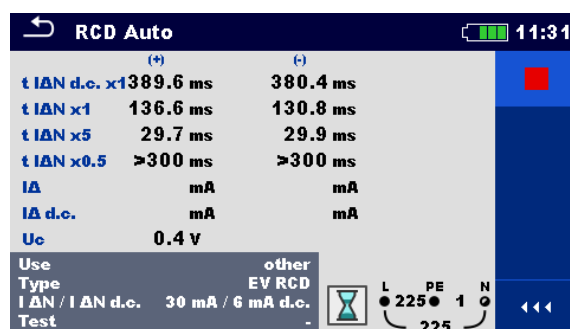 RCD Auto 11:31
(+) (-)
t IΔN d.c. x1 389.6 ms 380.4 ms
t IΔN x1 136.6 ms 130.8 ms
t IΔN x5 29.7 ms 29.9 ms
t IΔN x0.5 >300 ms >300 ms
IΔ mA mA
IΔ d.c. mA mA
Uc 0.4 V
Use other
Type EV RCD
I ΔN / I ΔN d.c. 30 mA / 6 mA d.c.
Test -
L PE N
225 1
225